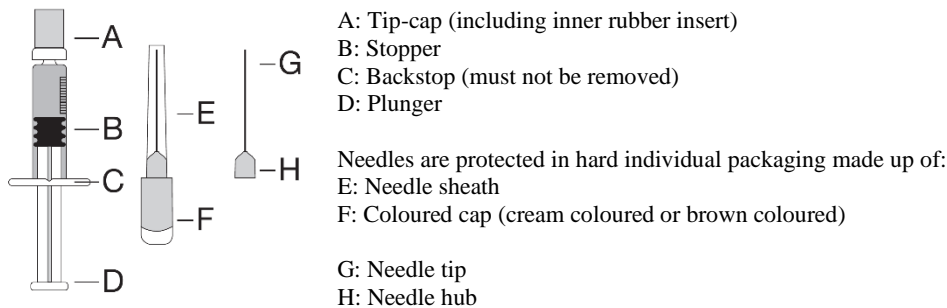 A
B
C
D
E
F
G
H
A: Tip-cap (including inner rubber insert)
B: Stopper
C: Backstop (must not be removed)
D: Plunger
Needles are protected in hard individual packaging made up of:
E: Needle sheath
F: Coloured cap (cream coloured or brown coloured)
G: Needle tip
H: Needle hub